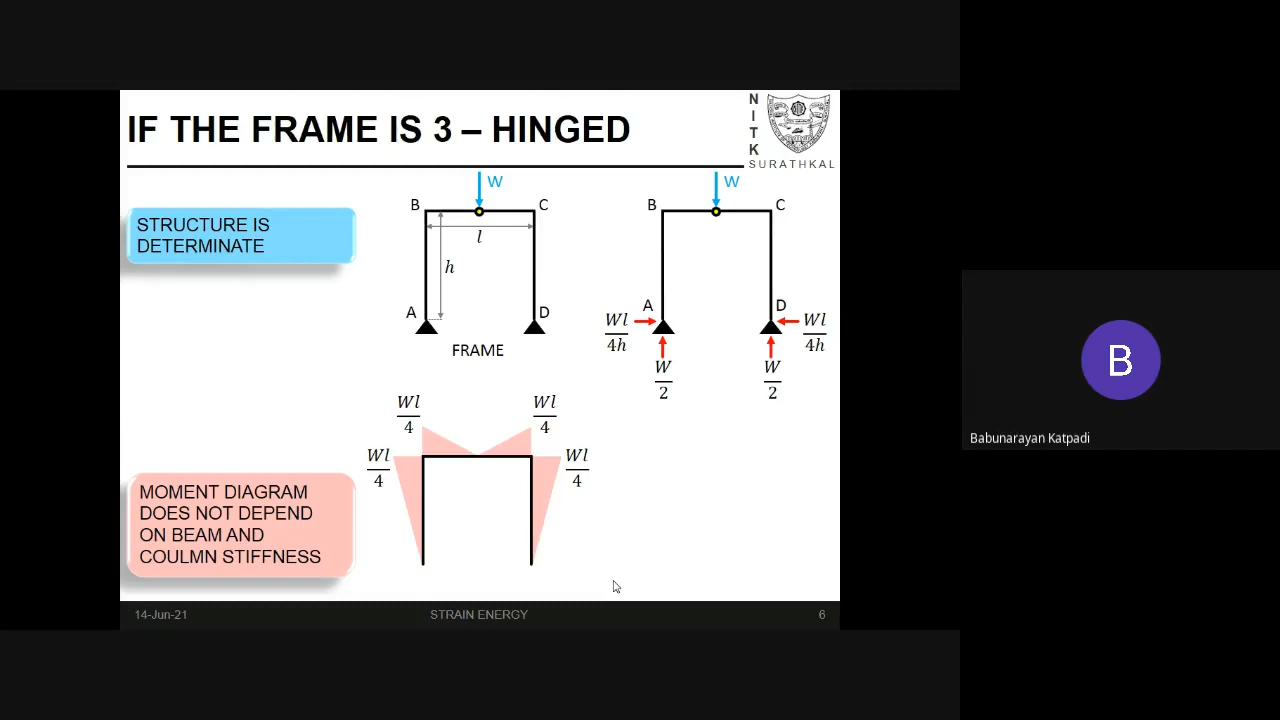 IF THE FRAME IS 3 – HINGED
N
I
T
K
SURATHKAL
STRUCTURE IS
DETERMINATE
W
B
C
l
h
A
D
FRAME
W
B
C
A
D
Wl
4h
Wl
4h
W
2
W
2
Wl
4
Wl
4
Wl
4
Wl
4
MOMENT DIAGRAM
DOES NOT DEPEND
ON BEAM AND
COULMN STIFFNESS
14-Jun-21
STRAIN ENERGY
6
B
Babunarayan Katpadi